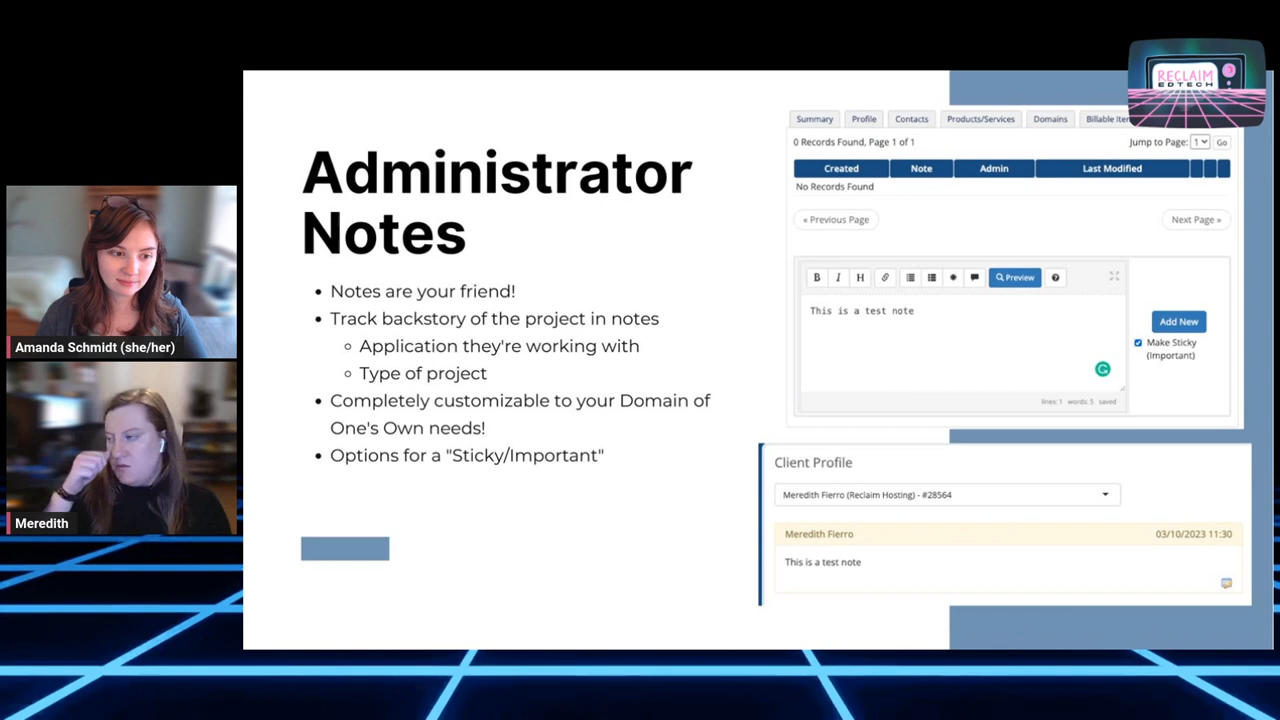 RECLAIM
EDTECH
Administrator
Notes
• Notes are your friend!
• Track backstory of the project in notes
◦ Application they're working with
◦ Type of project
• Completely customizable to your Domain of
One's Own needs!
• Options for a "Sticky/Important"
Summary Profile Contacts Products/Services Domains Billable
0 Records Found, Page 1 of 1 Jump to Page: 1 Go
Created Note Admin Last Modified
No Records Found
« Previous Page Next Page »
B I H Preview ?
This is a test note
Add New
Make Sticky
(Important)
lines: 1 words: 5 saved
Client Profile
Meredith Fierro (Reclaim Hosting) - #28564
Meredith Fierro 03/10/2023 11:30
This is a test note
Amanda Schmidt (she/her)
Meredith